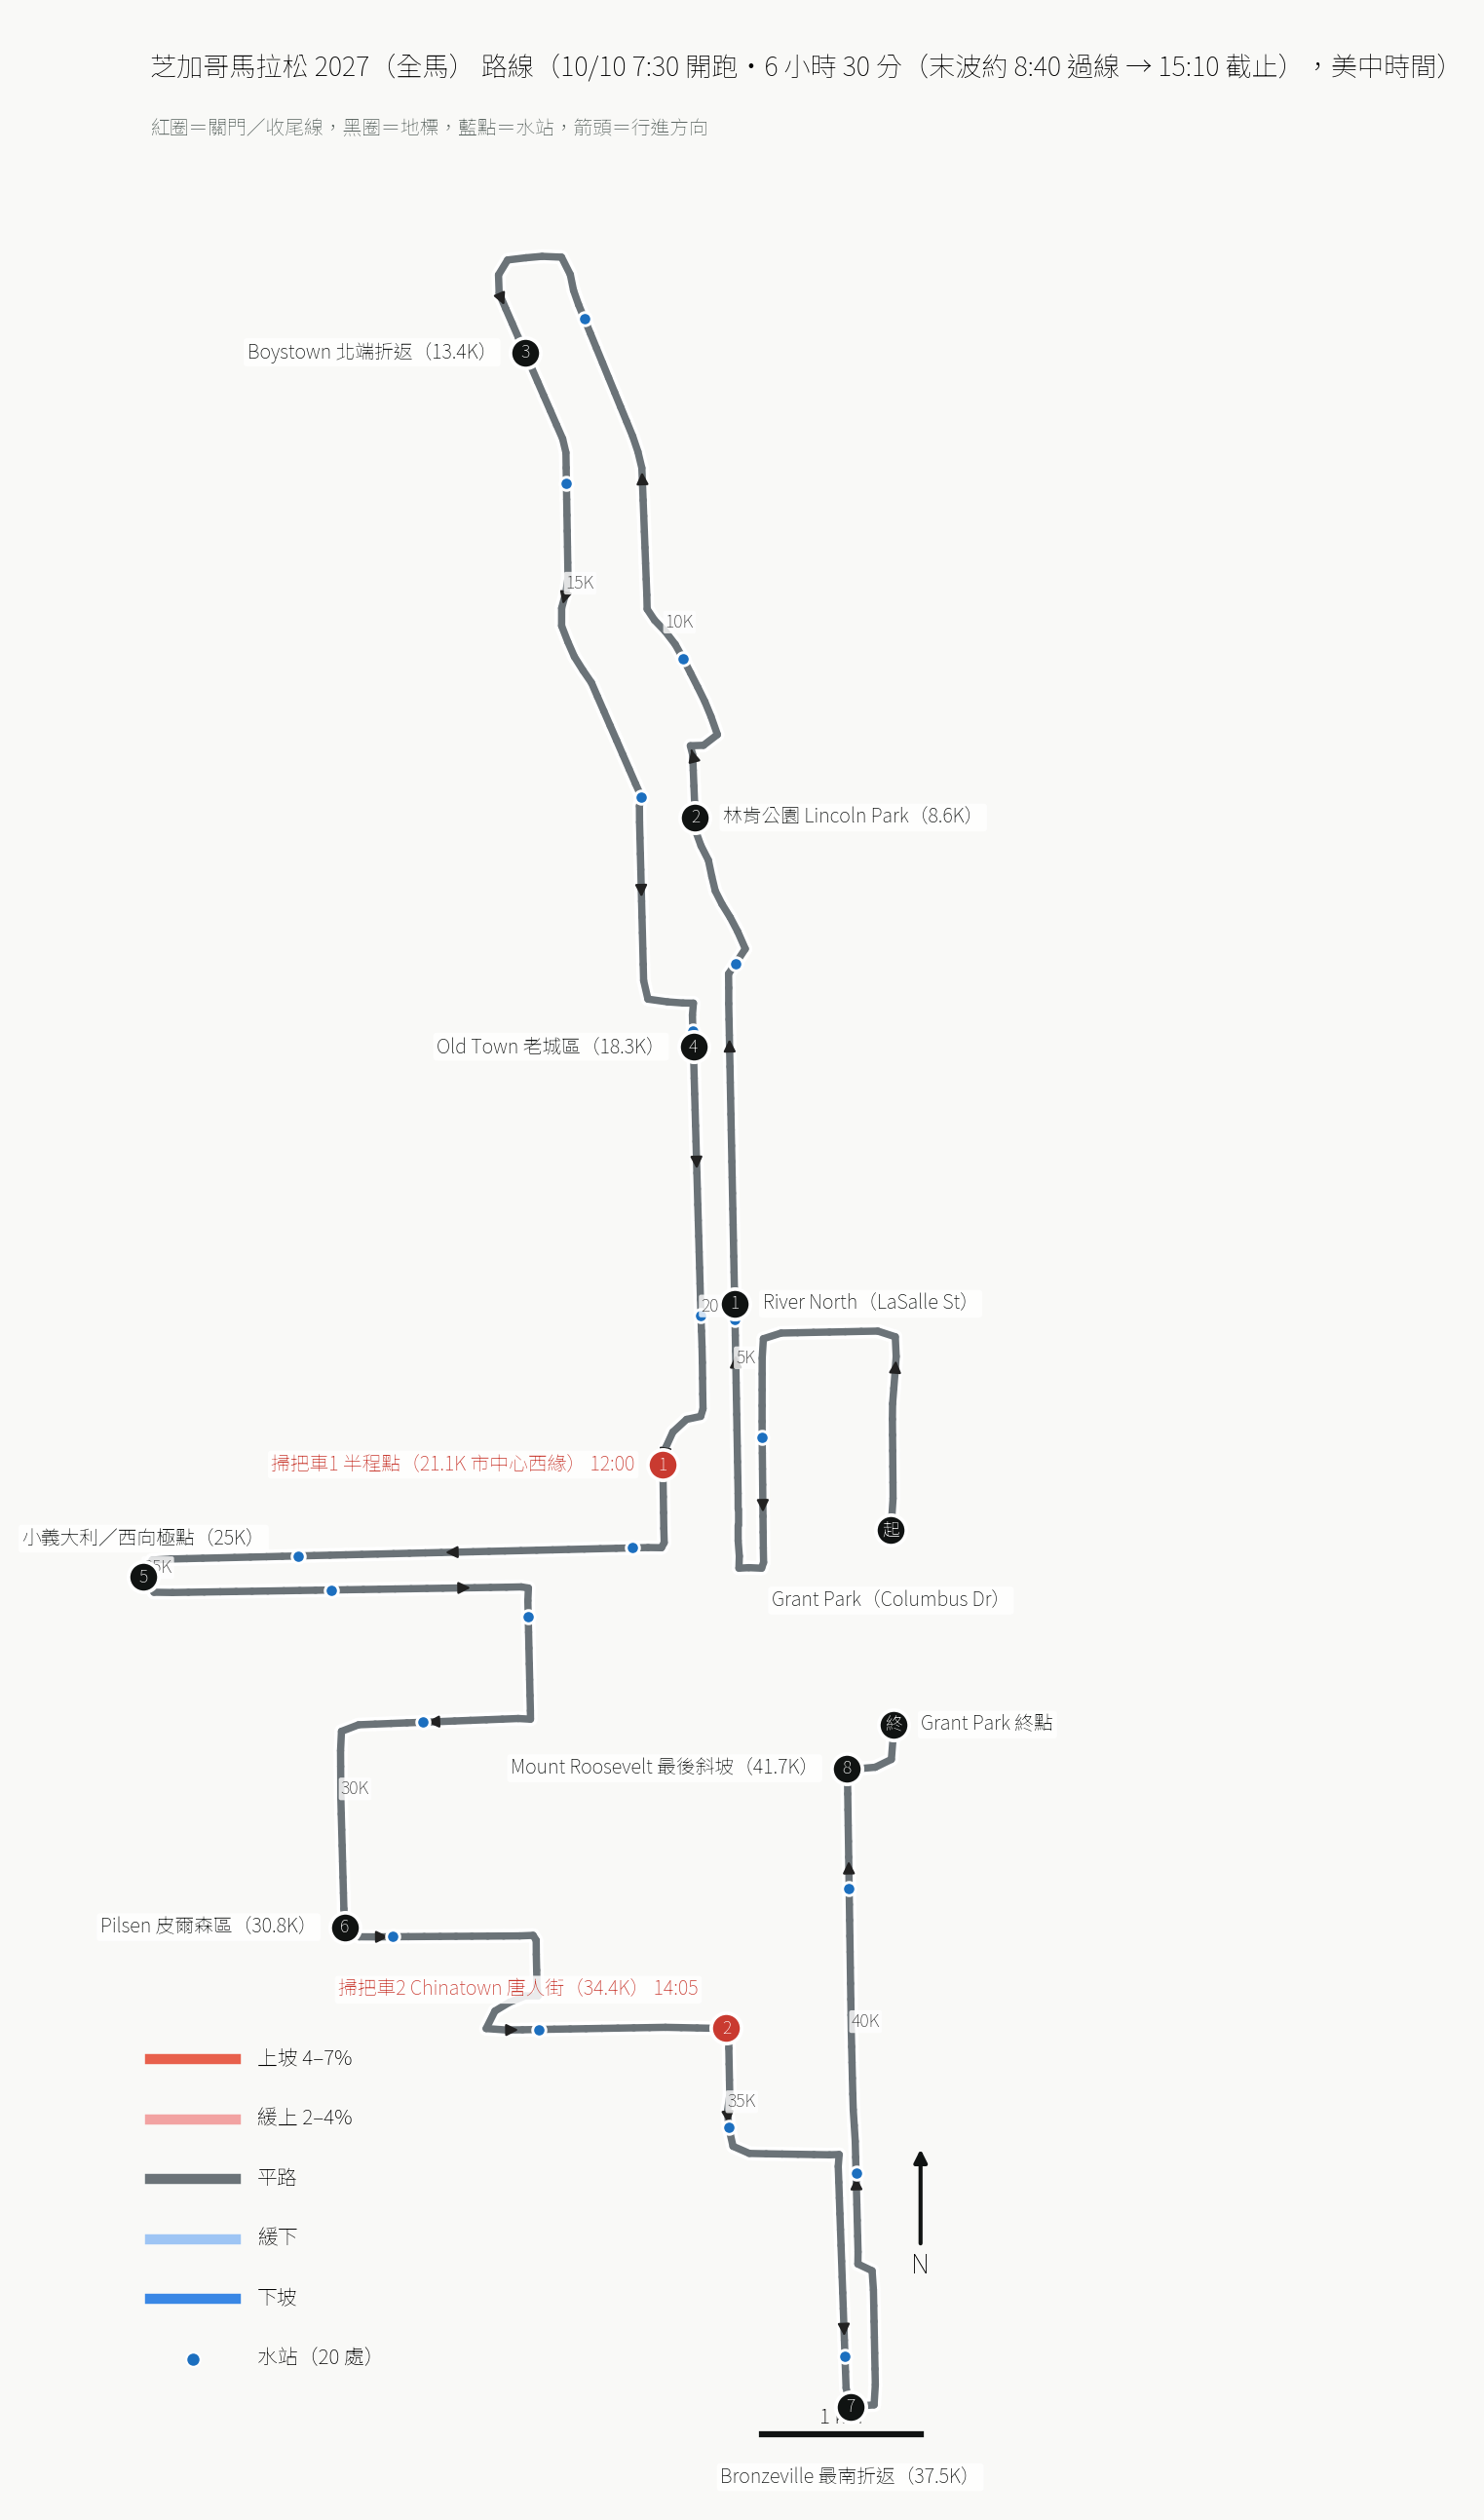 芝加哥馬拉松 2027（全馬） 路線（10/10 7:30 開跑・6 小時 30 分（末波約 8:40 過線 → 15:10 截止），美中時間）
紅圈＝關門／收尾線，黑圈＝地標，藍點＝水站，箭頭＝行進方向
3
Boystown 北端折返（13.4K）
15K
10K
2
林肯公園 Lincoln Park（8.6K）
Old Town 老城區（18.3K）
4
20
1
River North（LaSalle St）
5K
掃把車1 半程點（21.1K 市中心西緣） 12:00
1
起
小義大利／西向極點（25K）
5K
5
Grant Park（Columbus Dr）
終
Grant Park 終點
Mount Roosevelt 最後斜坡（41.7K）
8
30K
Pilsen 皮爾森區（30.8K）
6
掃把車2 Chinatown 唐人街（34.4K） 14:05
2
40K
35K
上坡 4–7%
緩上 2–4%
平路
緩下
下坡
水站（20 處）
N
7
1
Bronzeville 最南折返（37.5K）